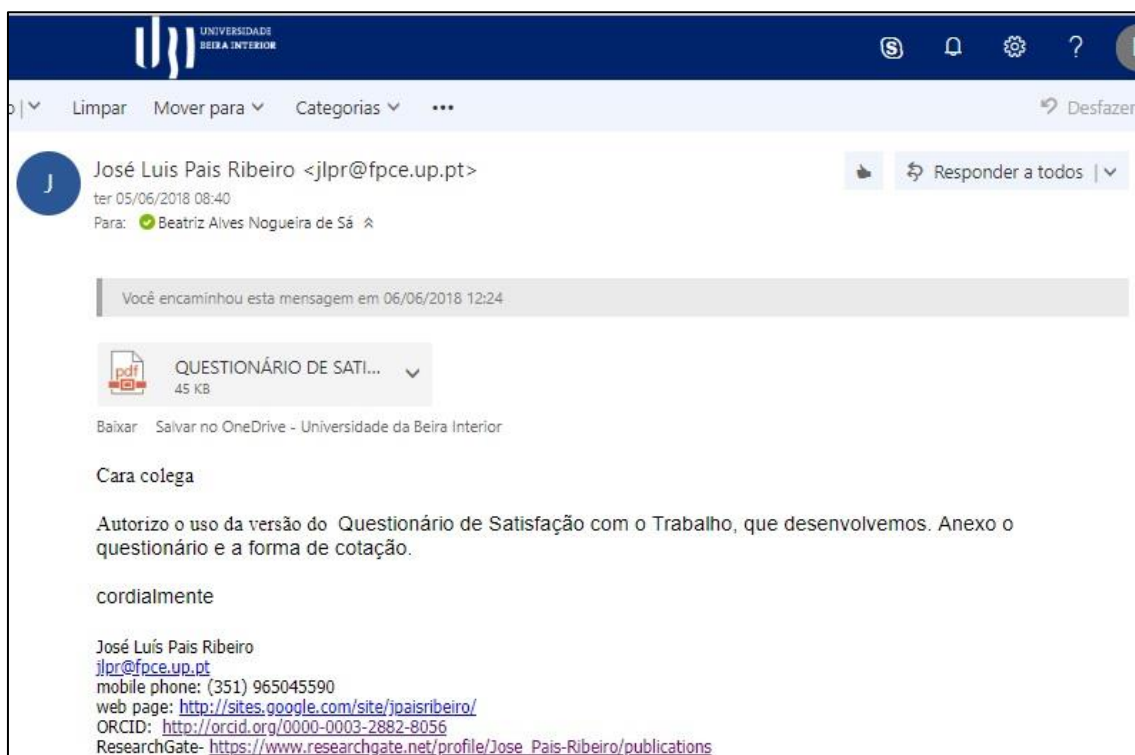 UNIVERSIDADE
BEIRA INTERIOR
Limpar Mover para Categorias ••• Desfazer
José Luis Pais Ribeiro <jlpr@fpce.up.pt>
J Responder a todos
ter 05/06/2018 08:40
Para: Beatriz Alves Nogueira de Sá
Você encaminhou esta mensagem em 06/06/2018 12:24
pdf QUESTIONÁRIO DE SATI...
45 KB
Baixar Salvar no OneDrive - Universidade da Beira Interior
Cara colega
Autorizo o uso da versão do Questionário de Satisfação com o Trabalho, que desenvolvemos. Anexo o
questionário e a forma de cotação.
cordialmente
José Luís Pais Ribeiro
jlpr@fpce.up.pt
mobile phone: (351) 965045590
web page: http://sites.google.com/site/jpaisribeiro/
ORCID: http://orcid.org/0000-0003-2882-8056
ResearchGate- https://www.researchgate.net/profile/Jose_Pais-Ribeiro/publications